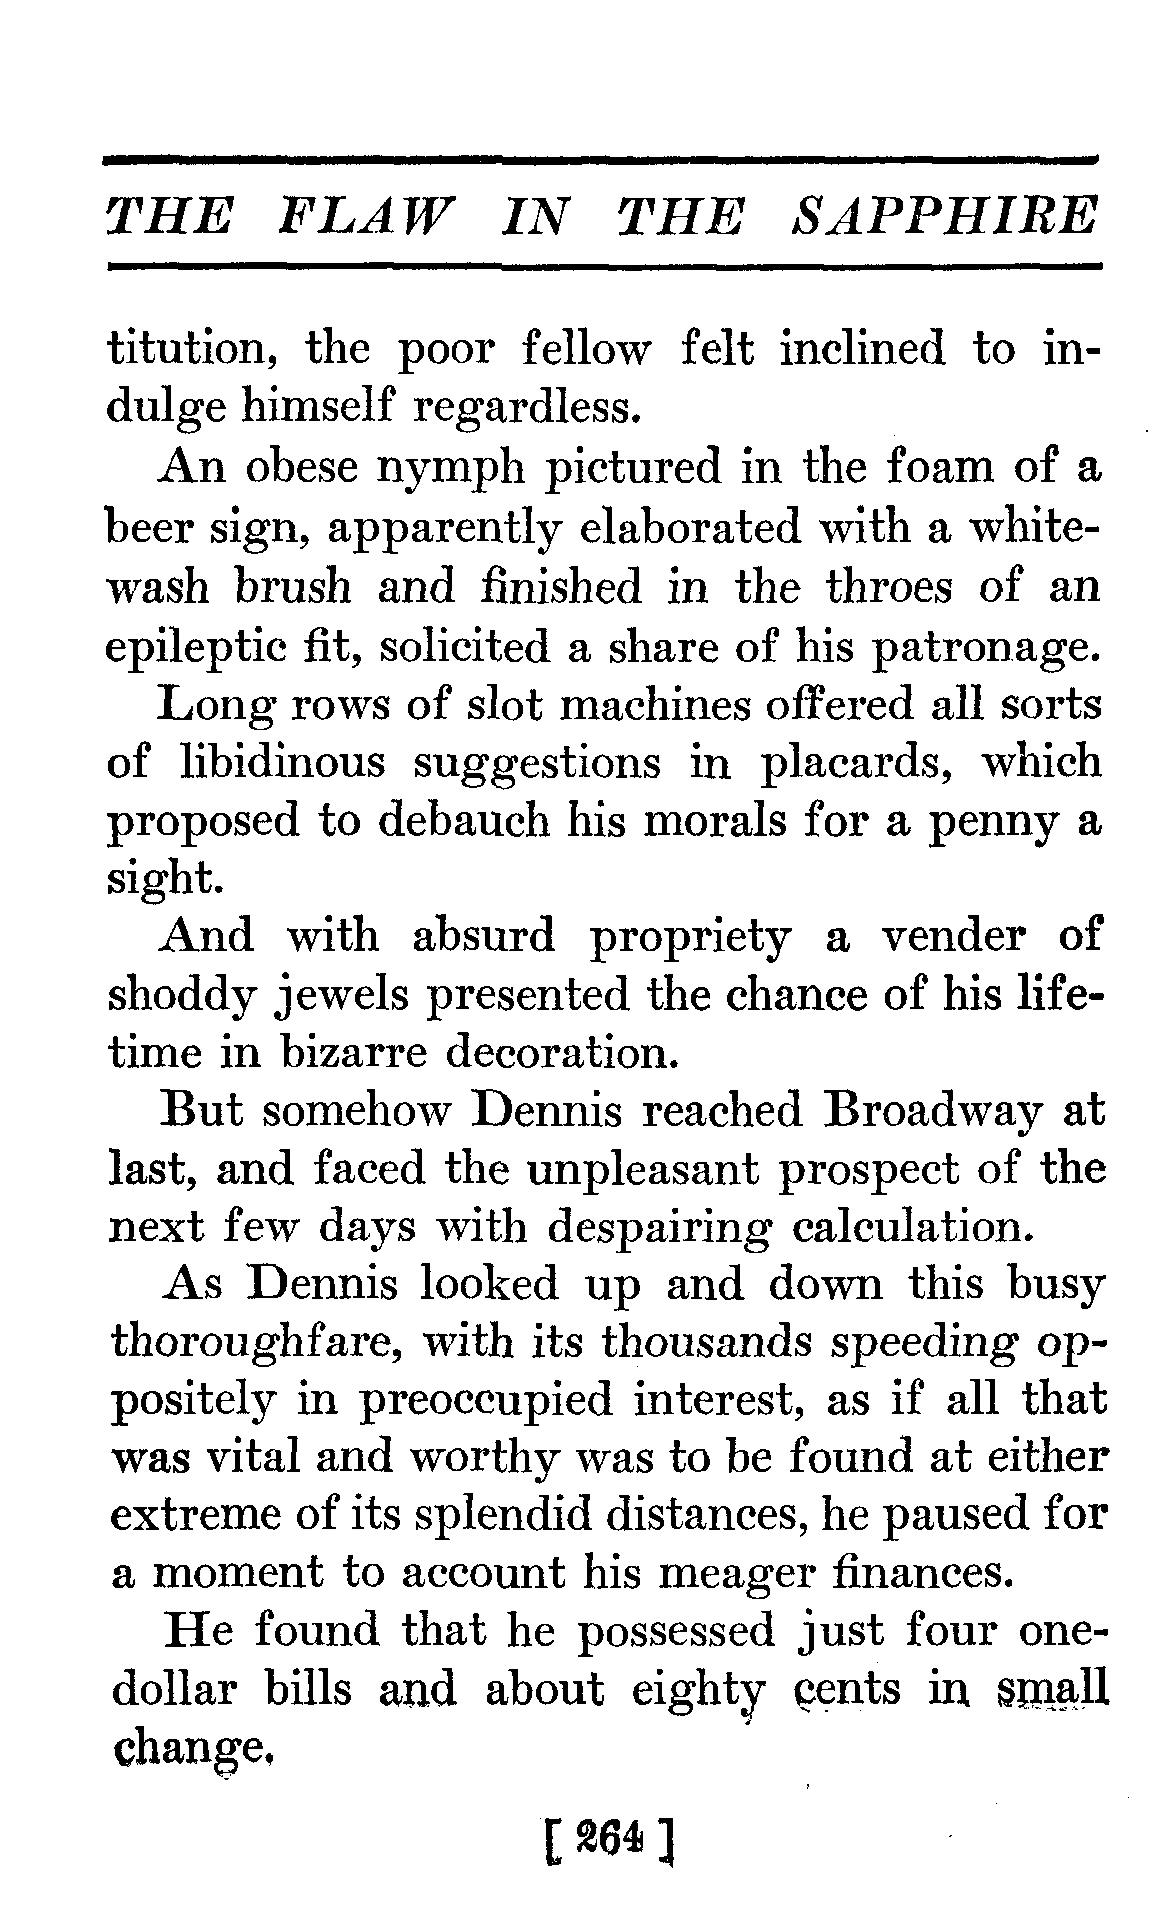 THE FLAW IN THE SAPPHIRE
titution, the poor fellow felt inclined to in-
dulge himself regardless.
An obese nymph pictured in the foam of a
beer sign, apparently elaborated with a white-
wash brush and finished in the throes of an
epileptic fit, solicited a share of his patronage.
Long rows of slot machines offered all sorts
of libidinous suggestions in placards, which
proposed to debauch his morals for a penny a
sight.
And with absurd propriety a vender of
shoddy jewels presented the chance of his life-
time in bizarre decoration.
But somehow Dennis reached Broadway at
last, and faced the unpleasant prospect of the
next few days with despairing calculation.
As Dennis looked up and down this busy
thoroughfare, with its thousands speeding op-
positely in preoccupied interest, as if all that
was vital and worthy was to be found at either
extreme of its splendid distances, he paused for
a moment to account his meager finances.
He found that he possessed just four one-
dollar bills and about eighty cents in small
change.
[ 264 ]